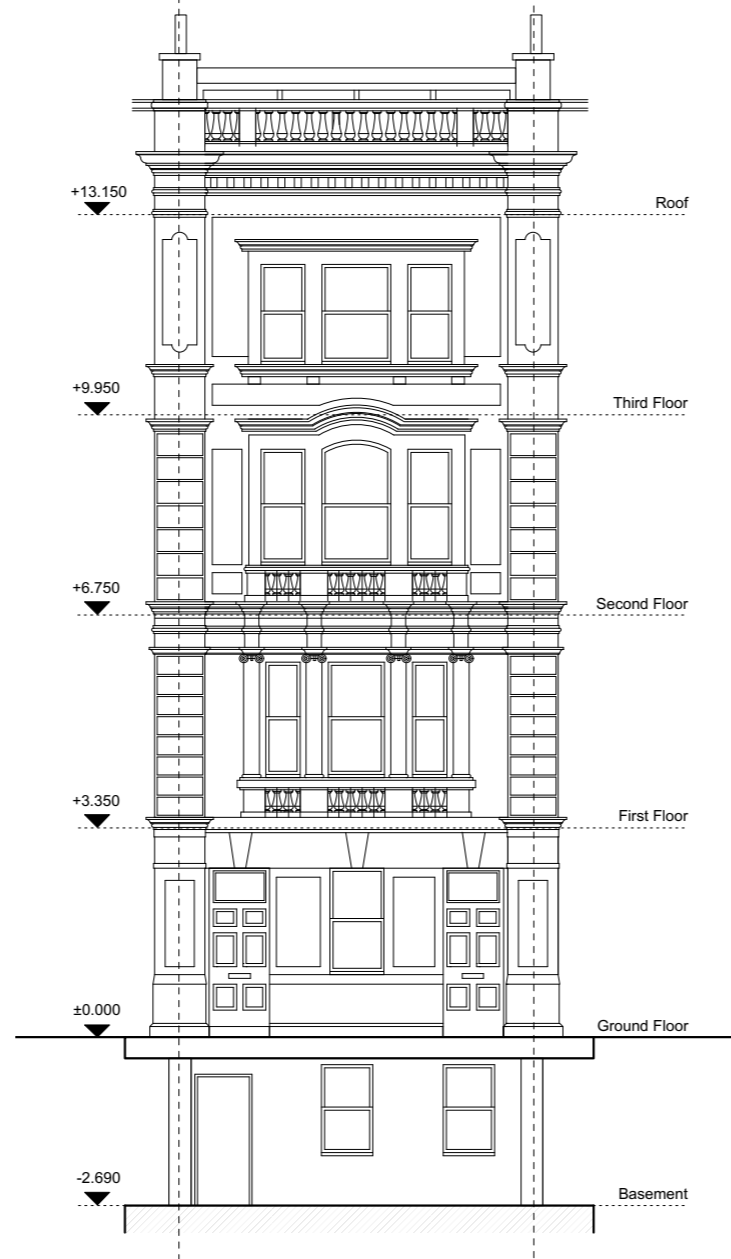 +13.150
Roof
+9.950
Third Floor
+6.750
Second Floor
+3.350
First Floor
±0.000
Ground Floor
-2.690
Basement